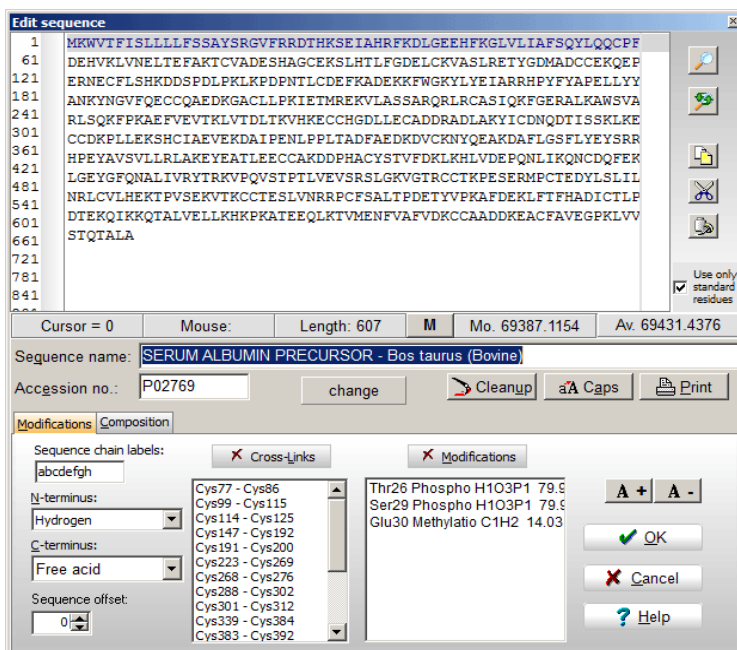 Edit sequence
1 MKWVTFISLLLLFSSAYSRGVFRRDTHKSEIAHRFKDLGEEHFKGLVLIAFSQYLQQCPF
61 DEHVKLVNELTEFAKTCVADESHAGCEKSLHTLFGDELCKVASLRETYGDMADCCEKQEP
121 ERNECFLSHKDDSPDLPKLKPDPNTLCDEFKADEKKFWGKYLYEIARRHPYFYAPELLYY
181 ANKYNGVFQECCQAEDKGACLLPKIETMREKVLASSARQRLRCASIQKFGERALKAWSVA
241 RLSQKFPKAEFVEVTKLVTDLTKVHKECCHGDLLECADDRADLAKYICDNQDTISSKLKE
301 CCDKPLLEKSHCIAEVEKDAIPENLPPLTADFAEDKDVCKNYQEAKDAFLGSFLYEYSRR
361 HPEYAVSVLLRLAKEYEATLEECCAKDDPHACYSTVFDKLKHLVDEPQNLIKQNCDQFEK
421 LGEYGFQNALIVRYTRKVPQVSTPTLVEVSRSLGKVGTRCCTKPESERMPCTEDYLSLIL
481 NRLCVLHEKTPVSEKVTKCCTESLVNRRPCFSALTPDETYVPKAFDEKLFTFHADICTLP
541 DTEKQIKKQTALVELLKHKPKATEEQLKTVMENFVAFVDKCCAADDKEACFAVEGPKLVV
601 STQTALA
661
721
781
841
Use only standard residues
Cursor = 0 Mouse: Length: 607 M Mo. 69387.1154 Av. 69431.4376
Sequence name: SERUM ALBUMIN PRECURSOR - Bos taurus (Bovine)
Accession no.: P02769 change Cleanup aA Caps Print
Modifications Composition
Sequence chain labels:
abcdefgh
N-terminus:
Hydrogen
C-terminus:
Free acid
Sequence offset:
0
Cross-Links
Cys77 - Cys86
Cys99 - Cys115
Cys114 - Cys125
Cys147 - Cys192
Cys191 - Cys200
Cys223 - Cys269
Cys268 - Cys276
Cys288 - Cys302
Cys301 - Cys312
Cys339 - Cys384
Cys383 - Cys392
Modifications
Thr26 Phospho H1O3P1 79.9
Ser29 Phospho H1O3P1 79.9
Glu30 Methylatio C1H2 14.03
A + A -
OK
Cancel
? Help